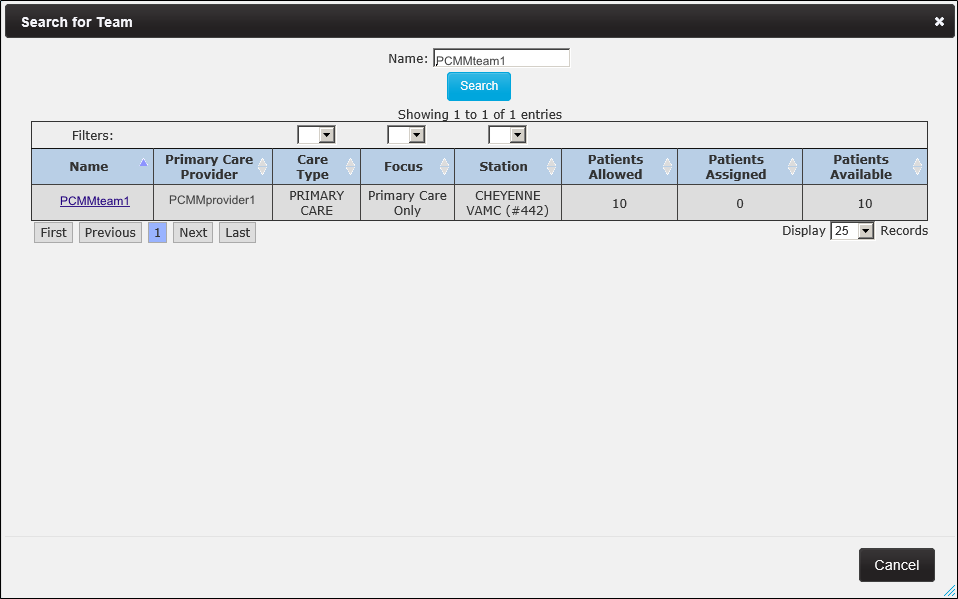 Search for Team
Name: PCMMteam1
Search
Showing 1 to 1 of 1 entries
Filters:
Name Primary Care Provider Care Type Focus Station Patients Allowed Patients Assigned Patients Available
PCMMteam1 PCMMprovider1 PRIMARY CARE Primary Care Only CHEYENNE VAMC (#442) 10 0 10
First Previous 1 Next Last Display 25 Records
Cancel